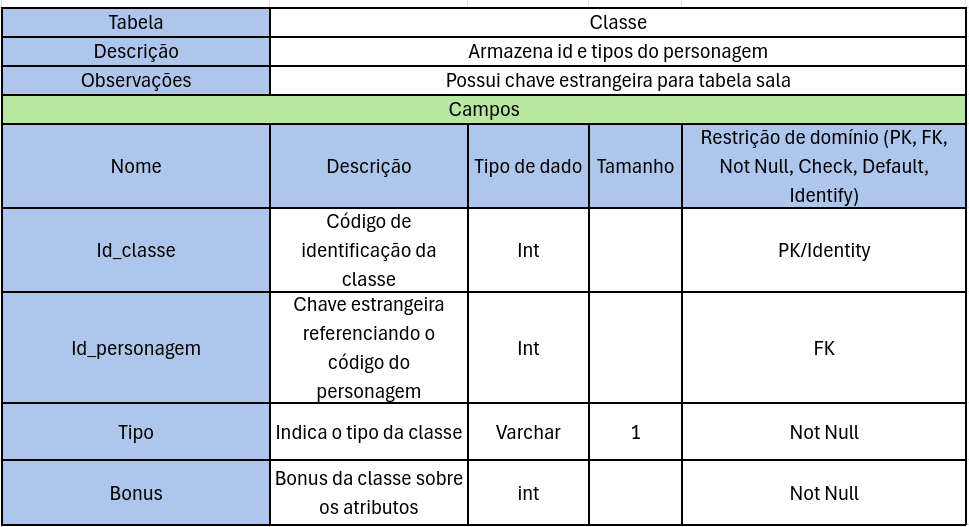 Tabela Classe
Descrição Armazena id e tipos do personagem
Observações Possui chave estrangeira para tabela sala
Campos
Nome Descrição Tipo de dado Tamanho Restrição de domínio (PK, FK,
Not Null, Check, Default,
Identify)
Id_classe Código de
identificação da
classe Int PK/Identity
Id_personagem Chave estrangeira
referenciando o
código do
personagem Int FK
Tipo Indica o tipo da classe Varchar 1 Not Null
Bonus Bonus da classe sobre
os atributos int Not Null